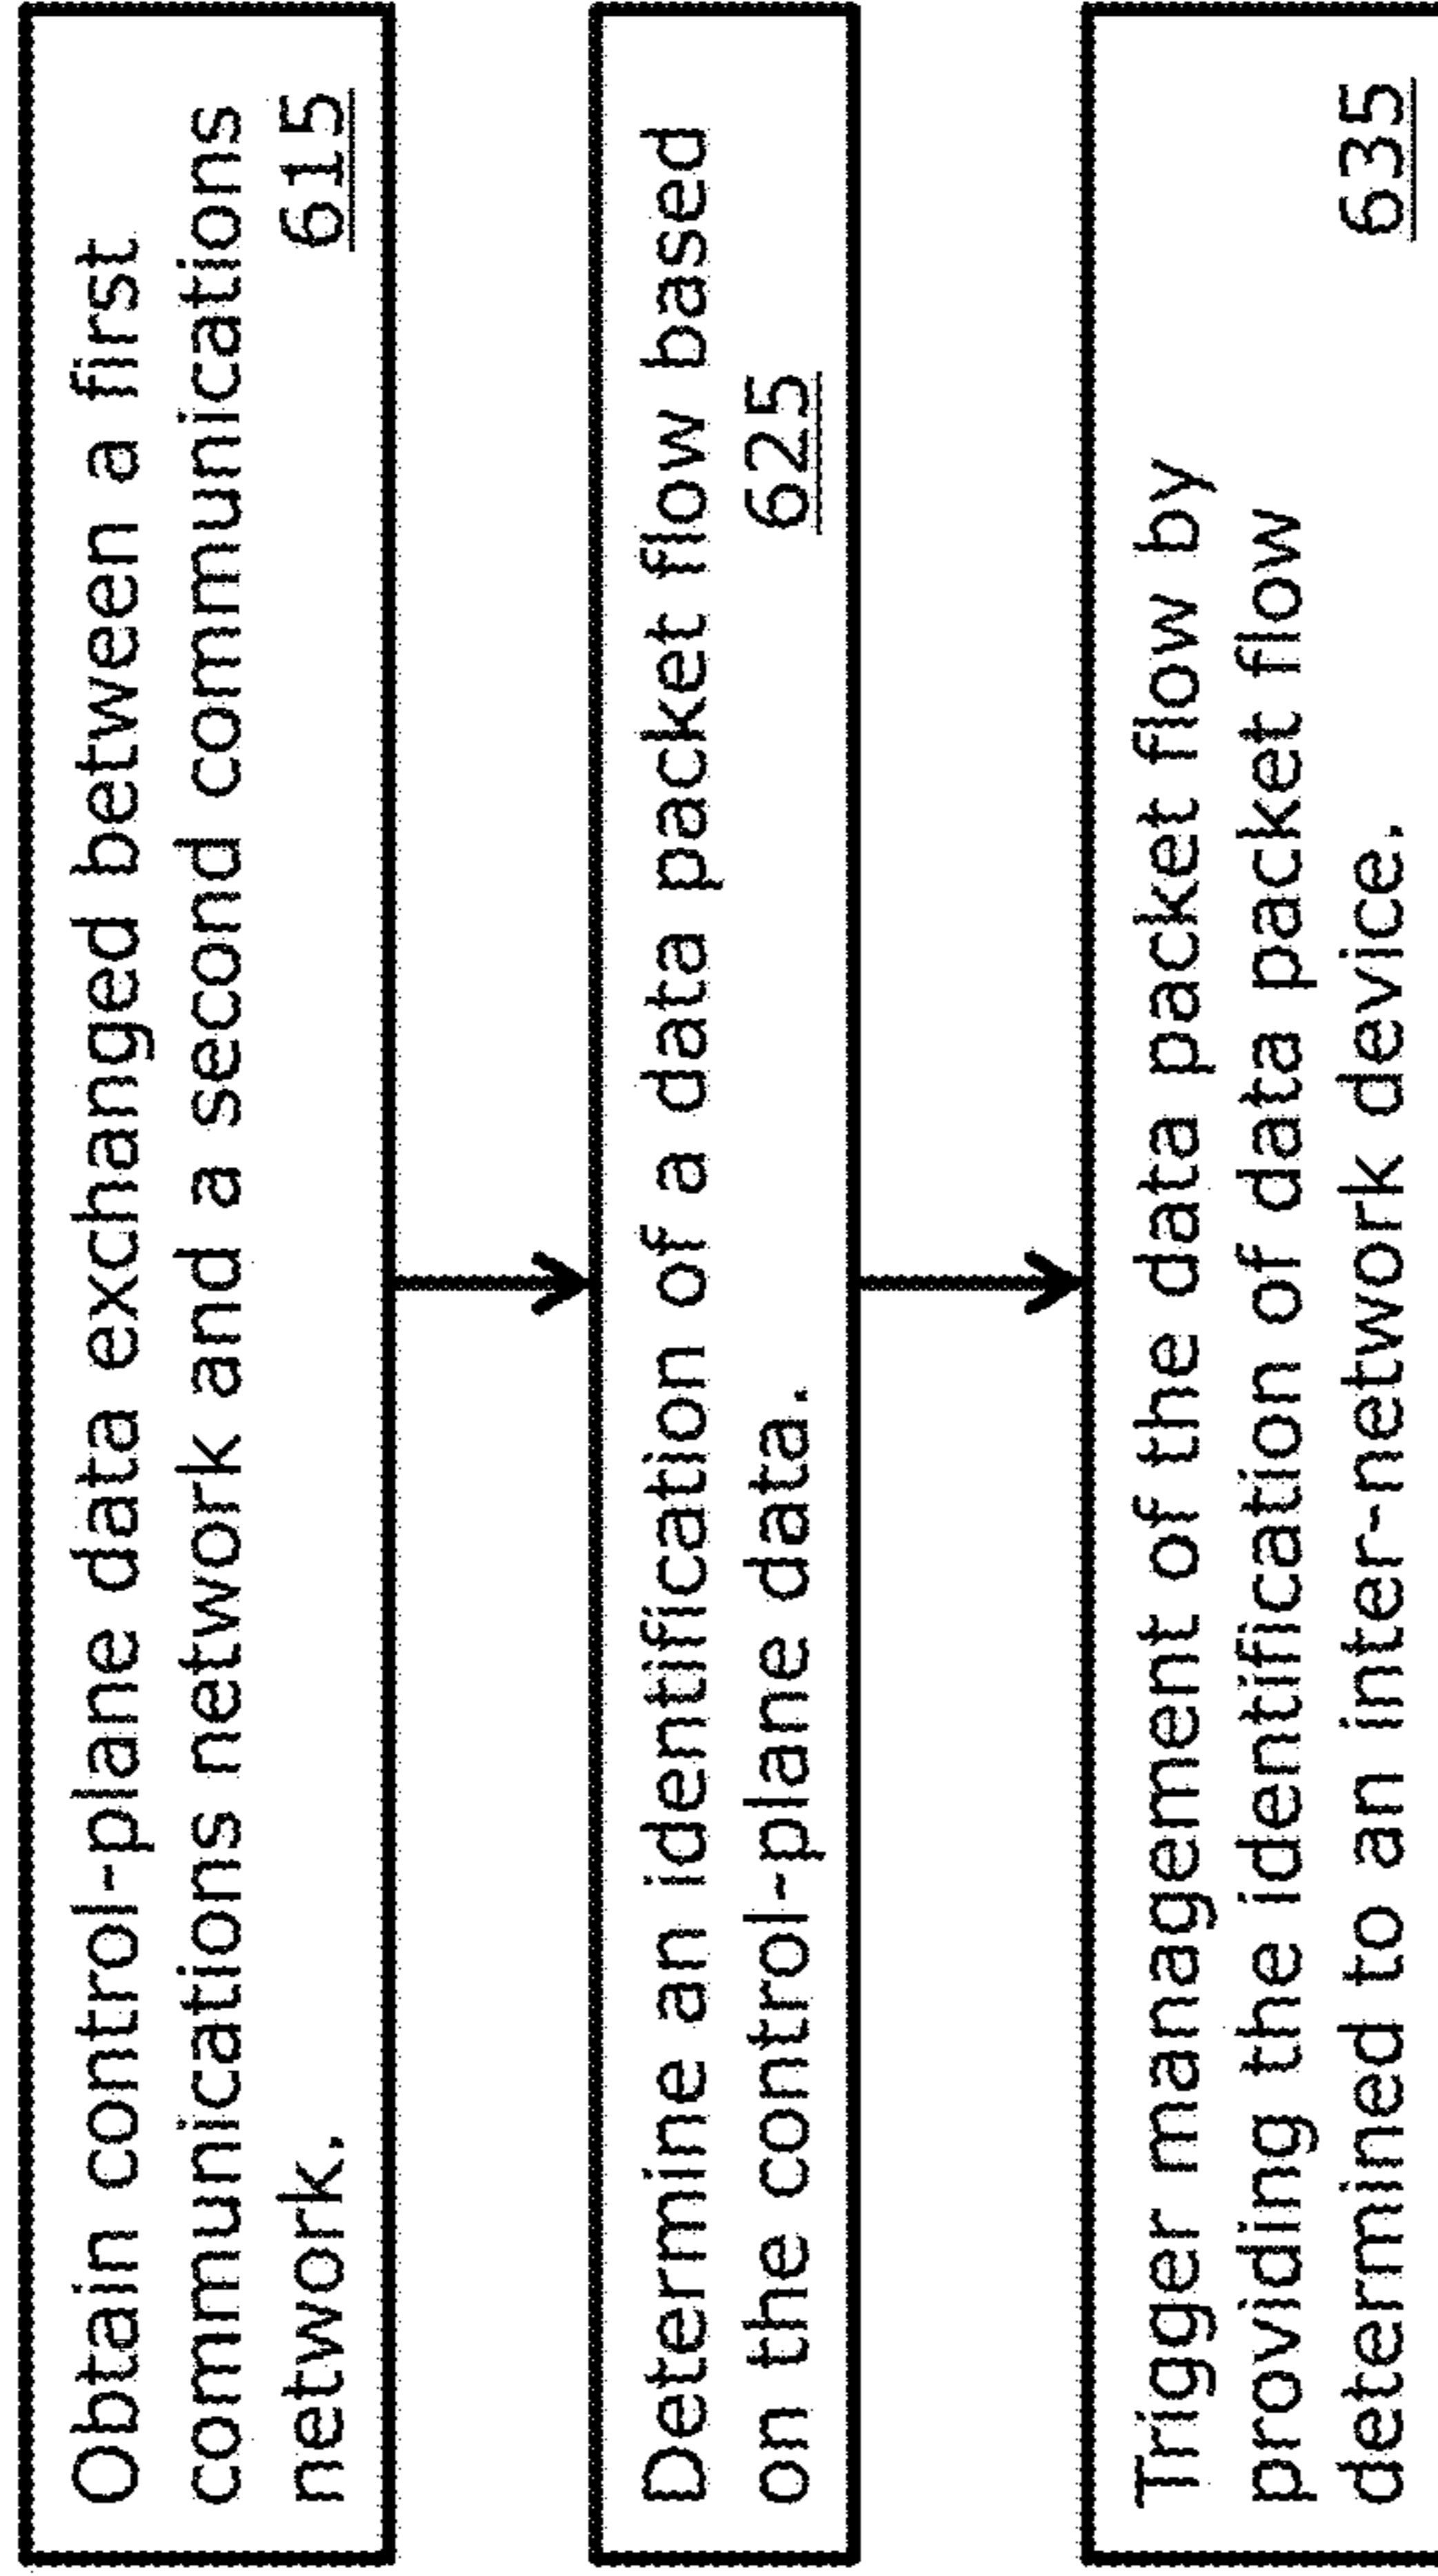 Obtain control-plane data exchanged between a first
communications network and a second communications
network. 615
Determine an identification of a data packet flow based
on the control-plane data. 625
Trigger management of the data packet flow by
providing the identification of data packet flow
determined to an inter-network device. 635